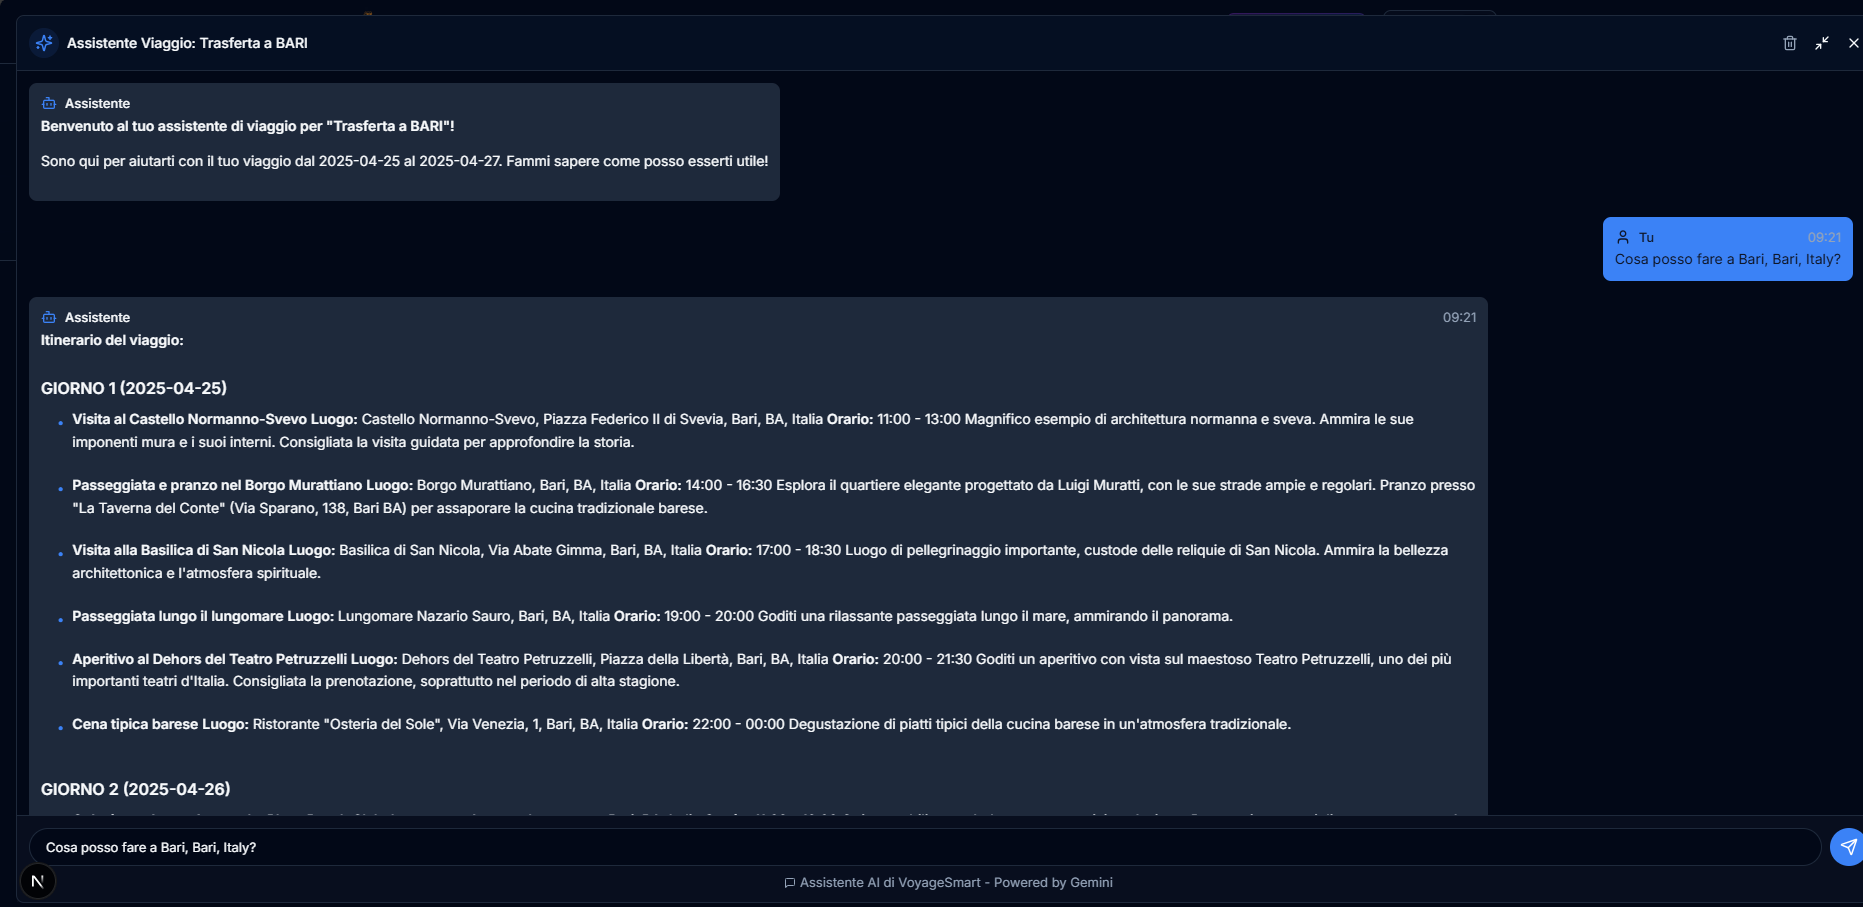 Assistente Viaggio: Trasferta a BARI
Assistente
Benvenuto al tuo assistente di viaggio per "Trasferta a BARI"!
Sono qui per aiutarti con il tuo viaggio dal 2025-04-25 al 2025-04-27. Fammi sapere come posso esserti utile!
Tu 09:21
Cosa posso fare a Bari, Bari, Italy?
Assistente 09:21
Itinerario del viaggio:
GIORNO 1 (2025-04-25)
Visita al Castello Normanno-Svevo Luogo: Castello Normanno-Svevo, Piazza Federico II di Svevia, Bari, BA, Italia Orario: 11:00 - 13:00 Magnifico esempio di architettura normanna e sveva. Ammira le sue
imponenti mura e i suoi interni. Consigliata la visita guidata per approfondire la storia.
Passeggiata e pranzo nel Borgo Murattiano Luogo: Borgo Murattiano, Bari, BA, Italia Orario: 14:00 - 16:30 Esplora il quartiere elegante progettato da Luigi Muratti, con le sue strade ampie e regolari. Pranzo presso
"La Taverna del Conte" (Via Sparano, 138, Bari BA) per assaporare la cucina tradizionale barese.
Visita alla Basilica di San Nicola Luogo: Basilica di San Nicola, Via Abate Gimma, Bari, BA, Italia Orario: 17:00 - 18:30 Luogo di pellegrinaggio importante, custode delle reliquie di San Nicola. Ammira la bellezza
architettonica e l'atmosfera spirituale.
Passeggiata lungo il lungomare Luogo: Lungomare Nazario Sauro, Bari, BA, Italia Orario: 19:00 - 20:00 Goditi una rilassante passeggiata lungo il mare, ammirando il panorama.
Aperitivo al Dehors del Teatro Petruzzelli Luogo: Dehors del Teatro Petruzzelli, Piazza della Libertà, Bari, BA, Italia Orario: 20:00 - 21:30 Goditi un aperitivo con vista sul maestoso Teatro Petruzzelli, uno dei più
importanti teatri d'Italia. Consigliata la prenotazione, soprattutto nel periodo di alta stagione.
Cena tipica barese Luogo: Ristorante "Osteria del Sole", Via Venezia, 1, Bari, BA, Italia Orario: 22:00 - 00:00 Degustazione di piatti tipici della cucina barese in un'atmosfera tradizionale.
GIORNO 2 (2025-04-26)
Cosa posso fare a Bari, Bari, Italy?
N
Assistente AI di VoyageSmart - Powered by Gemini